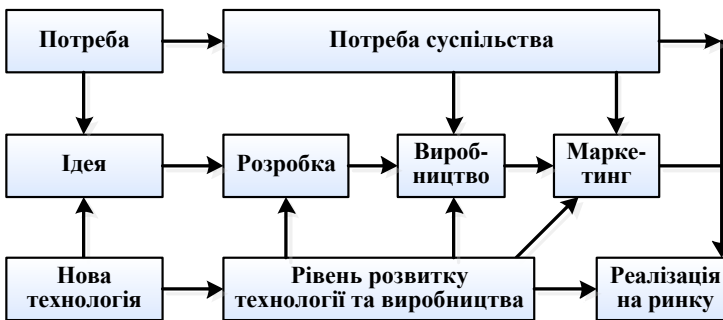 Потреба
Потреба суспільства
Ідея
Розробка
Вироб-
ництво
Марке-
тинг
Нова
технологія
Рівень розвитку
технології та виробництва
Реалізація
на ринку